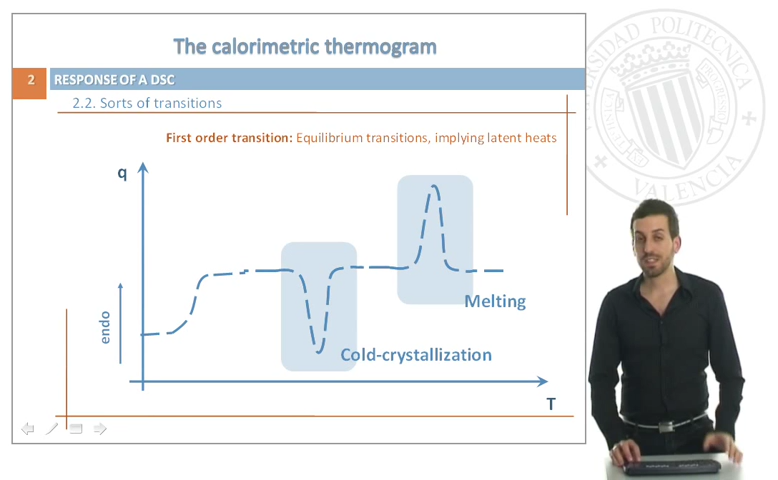 The calorimetric thermogram
2 RESPONSE OF A DSC
2.2. Sorts of transitions
First order transition: Equilibrium transitions, implying latent heats
q
endo
Melting
Cold-crystallization
T
UNIVERSIDAD POLITECNICA
VALENCIA